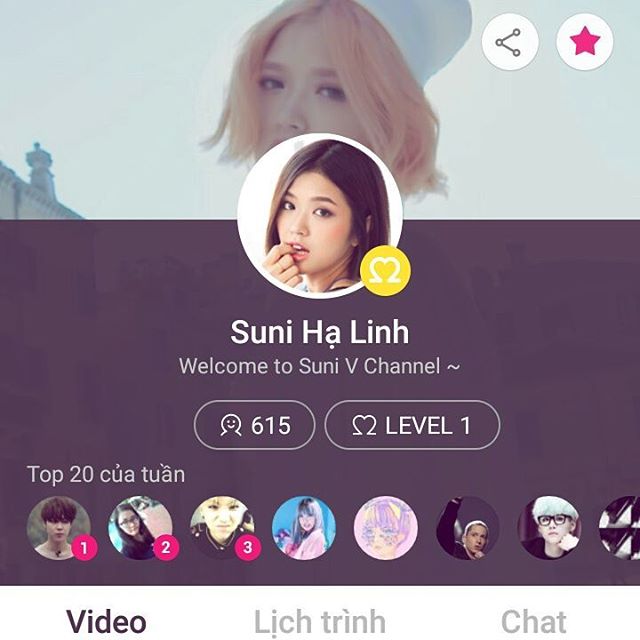 Suni Hạ Linh
Welcome to Suni V Channel ~
615 LEVEL 1
Top 20 của tuần
1 2 3
Video Lịch trình Chat